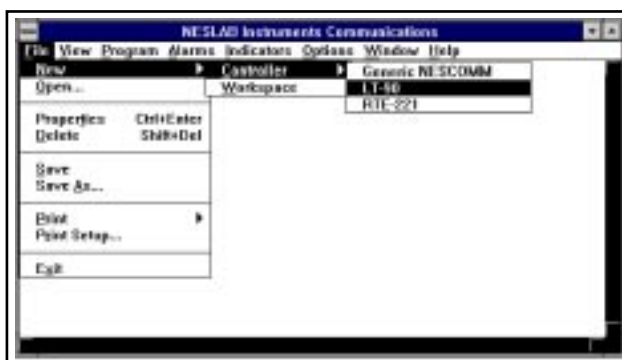 NESLAB Instruments Communications
File View Program Alarms Indicators Options Window Help
New
Open...
Properties Ctrl+Enter
Delete Shift+Del
Save
Save As...
Print
Print Setup...
Exit
Controller
Workspace
Generic NESCOMM
LT-50
RTE-221